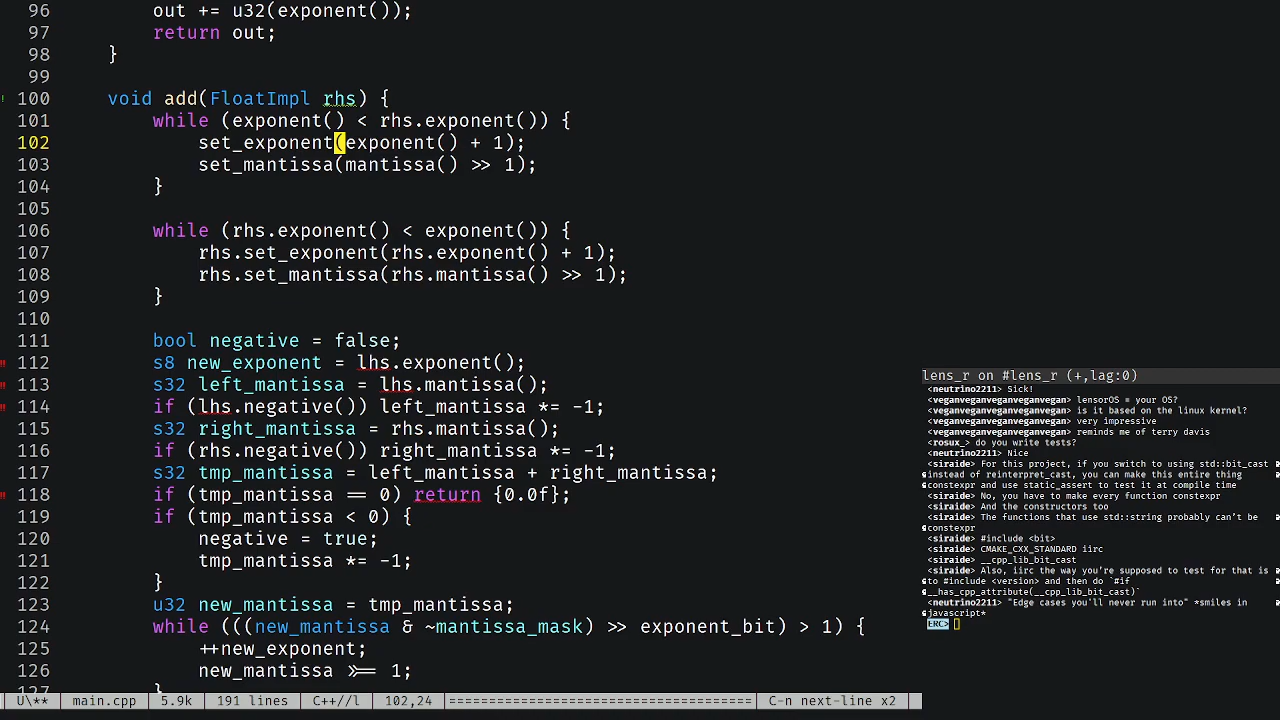 96 out += u32(exponent());
97 return out;
98 }
99
! 100 void add(FloatImpl rhs) {
101 while (exponent() < rhs.exponent()) {
102 set_exponent(exponent() + 1);
103 set_mantissa(mantissa() >> 1);
104 }
105
106 while (rhs.exponent() < exponent()) {
107 rhs.set_exponent(rhs.exponent() + 1);
108 rhs.set_mantissa(rhs.mantissa() >> 1);
109 }
110
111 bool negative = false;
!! 112 s8 new_exponent = lhs.exponent();
!! 113 s32 left_mantissa = lhs.mantissa();
!! 114 if (lhs.negative()) left_mantissa *= -1;
115 s32 right_mantissa = rhs.mantissa();
116 if (rhs.negative()) right_mantissa *= -1;
117 s32 tmp_mantissa = left_mantissa + right_mantissa;
!! 118 if (tmp_mantissa == 0) return {0.0f};
119 if (tmp_mantissa < 0) {
120 negative = true;
121 tmp_mantissa *= -1;
122 }
123 u32 new_mantissa = tmp_mantissa;
124 while (((new_mantissa & ~mantissa_mask) >> exponent_bit) > 1) {
125 ++new_exponent;
126 new_mantissa >>= 1;
127 }
U\** main.cpp 5.9k 191 lines C++//l 102,24 ===================================== C-n next-line x2
lens_r on #lens_r (+,lag:0)
<neutrino2211> Sick!
<veganveganveganveganvegan> lensorOS = your OS?
<veganveganveganveganvegan> is it based on the linux kernel?
<veganveganveganveganvegan> very impressive
<veganveganveganveganvegan> reminds me of terry davis
<rosux_> do you write tests?
<neutrino2211> Nice
<siraide> For this project, if you switch to using std::bit_cast
instead of reinterpret_cast, you can make this entire thing
constexpr and use static_assert to test it at compile time
<siraide> No, you have to make every function constexpr
<siraide> And the constructors too
<siraide> The functions that use std::string probably can't be
constexpr
<siraide> #include <bit>
<siraide> CMAKE_CXX_STANDARD iirc
<siraide> __cpp_lib_bit_cast
<siraide> Also, iirc the way you're supposed to test for that is
to #include <version> and then do `#if
__has_cpp_attribute(__cpp_lib_bit_cast)`
<neutrino2211> "Edge cases you'll never run into" *smiles in
javascript*
ERC>